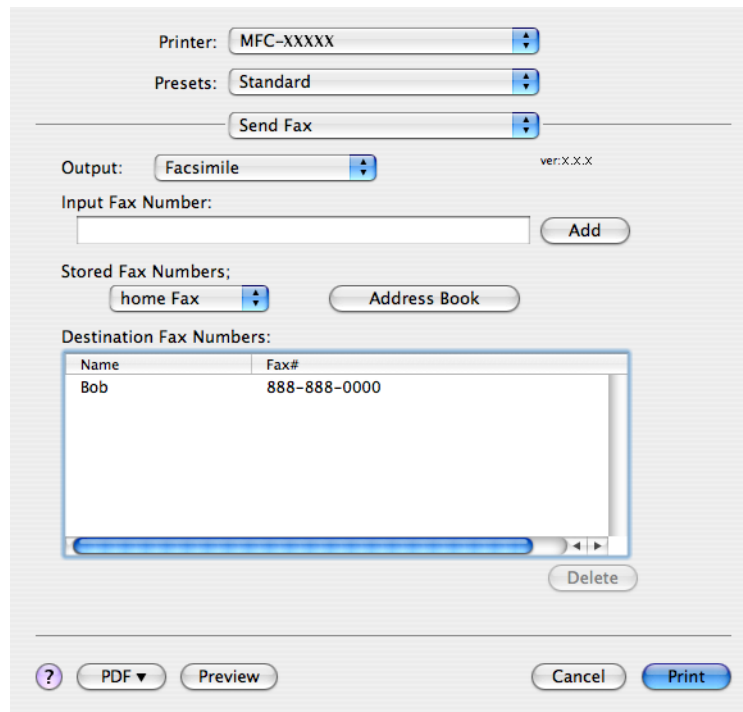 Printer: MFC-XXXXX
Presets: Standard
Send Fax
Output: Facsimile ver:X.X.X
Input Fax Number:
Add
Stored Fax Numbers;
home Fax Address Book
Destination Fax Numbers:
Name Fax#
Bob 888-888-0000
Delete
? PDF▼ Preview Cancel Print